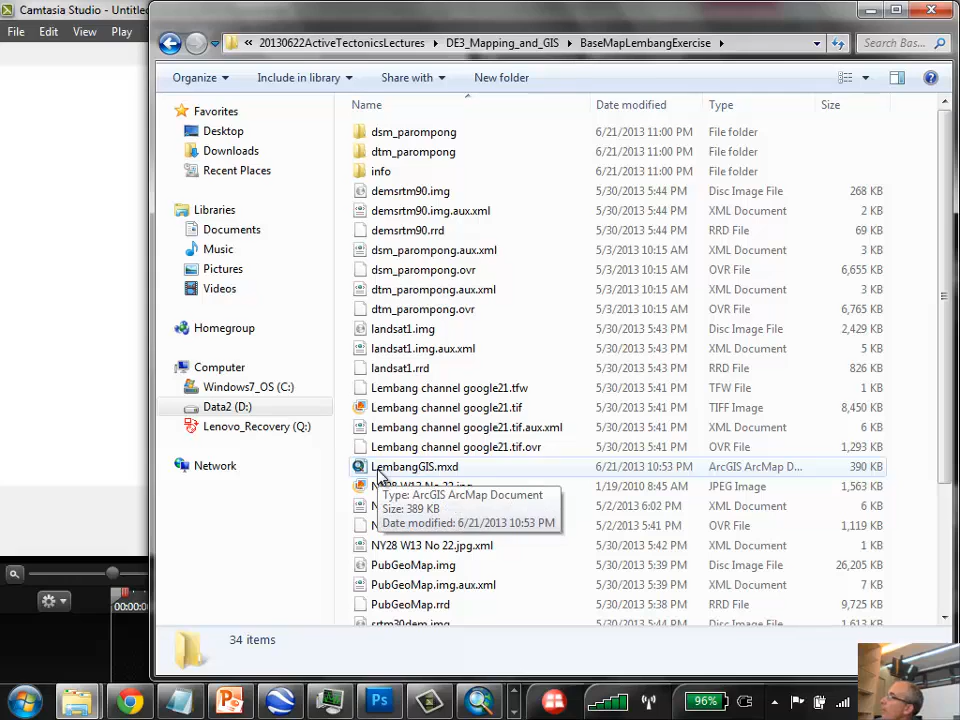 Camtasia Studio - Untitled
File Edit View Play
« 20130622ActiveTectonicsLectures DE3_Mapping_and_GIS BaseMapLembangExercise
Search Bas...
Organize Include in library Share with New folder
Name Date modified Type Size
Favorites
Desktop
Downloads
Recent Places
Libraries
Documents
Music
Pictures
Videos
Homegroup
Computer
Windows7_OS (C:)
Data2 (D:)
Lenovo_Recovery (Q:)
Network
dsm_parompong 6/21/2013 11:00 PM File folder
dtm_parompong 6/21/2013 11:00 PM File folder
info 6/21/2013 11:00 PM File folder
demsrtm90.img 5/30/2013 5:44 PM Disc Image File 268 KB
demsrtm90.img.aux.xml 5/30/2013 5:44 PM XML Document 2 KB
demsrtm90.rrd 5/30/2013 5:44 PM RRD File 69 KB
dsm_parompong.aux.xml 5/3/2013 10:15 AM XML Document 3 KB
dsm_parompong.ovr 5/3/2013 10:15 AM OVR File 6,655 KB
dtm_parompong.aux.xml 5/3/2013 10:15 AM XML Document 3 KB
dtm_parompong.ovr 5/3/2013 10:15 AM OVR File 6,765 KB
landsat1.img 5/30/2013 5:43 PM Disc Image File 2,429 KB
landsat1.img.aux.xml 5/30/2013 5:43 PM XML Document 5 KB
landsat1.rrd 5/30/2013 5:43 PM RRD File 826 KB
Lembang channel google21.tfw 5/30/2013 5:41 PM TFW File 1 KB
Lembang channel google21.tif 5/30/2013 5:41 PM TIFF Image 8,450 KB
Lembang channel google21.tif.aux.xml 5/30/2013 5:41 PM XML Document 6 KB
Lembang channel google21.tif.ovr 5/30/2013 5:41 PM OVR File 1,293 KB
LembangGIS.mxd 6/21/2013 10:53 PM ArcGIS ArcMap D... 390 KB
NY28 W13 No 22.jpg 1/19/2010 8:45 AM JPEG Image 1,563 KB
5/2/2013 6:02 PM XML Document 6 KB
5/2/2013 5:41 PM OVR File 1,119 KB
NY28 W13 No 22.jpg.xml 5/30/2013 5:42 PM XML Document 1 KB
PubGeoMap.img 5/30/2013 5:39 PM Disc Image File 26,205 KB
PubGeoMap.img.aux.xml 5/30/2013 5:39 PM XML Document 7 KB
PubGeoMap.rrd 5/30/2013 5:38 PM RRD File 9,725 KB
srtm30dem.img 5/30/2013 5:44 PM Disc Image File 1,613 KB
Type: ArcGIS ArcMap Document
Size: 389 KB
Date modified: 6/21/2013 10:53 PM
34 items
00:00:0
96%